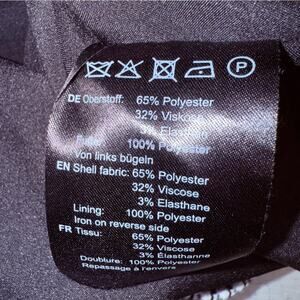 P
DE Oberstoff: 65% Polyester
32% Viskose
3% Elasthane
Futter: 100% Polyester
Von links bügeln
EN Shell fabric: 65% Polyester
32% Viscose
3% Elasthane
Lining: 100% Polyester
Iron on reverse side
FR Tissu: 65% Polyester
32% Viscose
3% Élasthanne
Doublure: 100% Polyester
Repassage à l'envers